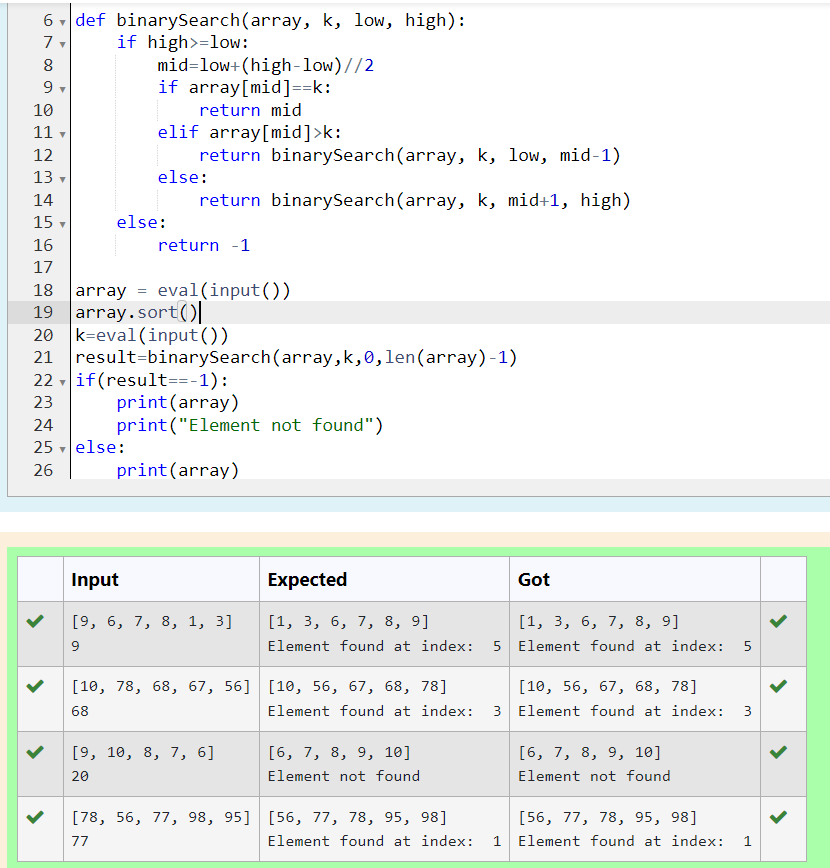 6 def binarySearch(array, k, low, high):
7     if high>=low:
8         mid=low+(high-low)//2
9         if array[mid]==k:
10             return mid
11         elif array[mid]>k:
12             return binarySearch(array, k, low, mid-1)
13         else:
14             return binarySearch(array, k, mid+1, high)
15     else:
16         return -1
17
18 array = eval(input())
19 array.sort()
20 k=eval(input())
21 result=binarySearch(array,k,0,len(array)-1)
22 if(result==-1):
23     print(array)
24     print("Element not found")
25 else:
26     print(array)
Input Expected Got
[9, 6, 7, 8, 1, 3] [1, 3, 6, 7, 8, 9] [1, 3, 6, 7, 8, 9]
9 Element found at index:  5 Element found at index:  5
[10, 78, 68, 67, 56] [10, 56, 67, 68, 78] [10, 56, 67, 68, 78]
68 Element found at index:  3 Element found at index:  3
[9, 10, 8, 7, 6] [6, 7, 8, 9, 10] [6, 7, 8, 9, 10]
20 Element not found Element not found
[78, 56, 77, 98, 95] [56, 77, 78, 95, 98] [56, 77, 78, 95, 98]
77 Element found at index:  1 Element found at index:  1